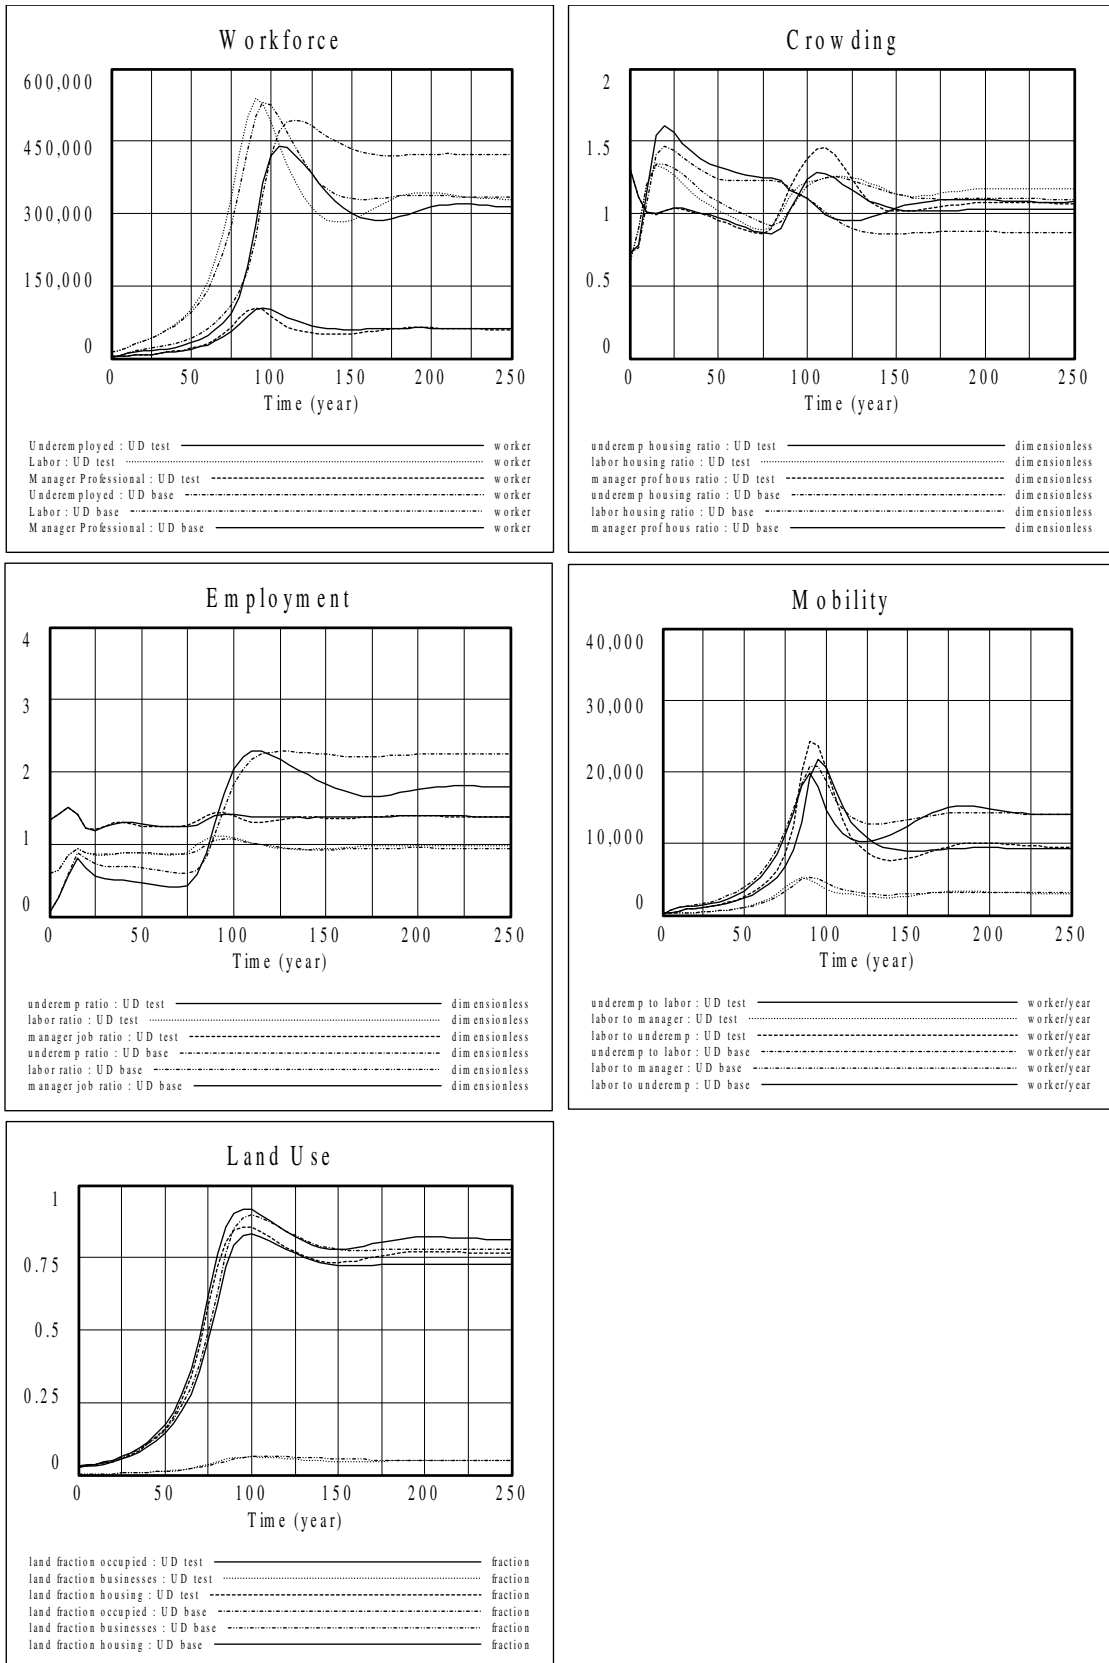 Workforce
600,000
450,000
300,000
150,000
0
0 50 100 150 200 250
Time (year)
Underemployed : UD test worker
Labor : UD test worker
Manager Professional : UD test worker
Underemployed : UD base worker
Labor : UD base worker
Manager Professional : UD base worker
Crowding
2
1.5
1
0.5
0
0 50 100 150 200 250
Time (year)
underemp housing ratio : UD test dimensionless
labor housing ratio : UD test dimensionless
manager prof hous ratio : UD test dimensionless
underemp housing ratio : UD base dimensionless
labor housing ratio : UD base dimensionless
manager prof hous ratio : UD base dimensionless
Employment
4
3
2
1
0
0 50 100 150 200 250
Time (year)
underemp ratio : UD test dimensionless
labor ratio : UD test dimensionless
manager job ratio : UD test dimensionless
underemp ratio : UD base dimensionless
labor ratio : UD base dimensionless
manager job ratio : UD base dimensionless
Mobility
40,000
30,000
20,000
10,000
0
0 50 100 150 200 250
Time (year)
underemp to labor : UD test worker/year
labor to manager : UD test worker/year
labor to underemp : UD test worker/year
underemp to labor : UD base worker/year
labor to manager : UD base worker/year
labor to underemp : UD base worker/year
Land Use
1
0.75
0.5
0.25
0
0 50 100 150 200 250
Time (year)
land fraction occupied : UD test fraction
land fraction businesses : UD test fraction
land fraction housing : UD test fraction
land fraction occupied : UD base fraction
land fraction businesses : UD base fraction
land fraction housing : UD base fraction